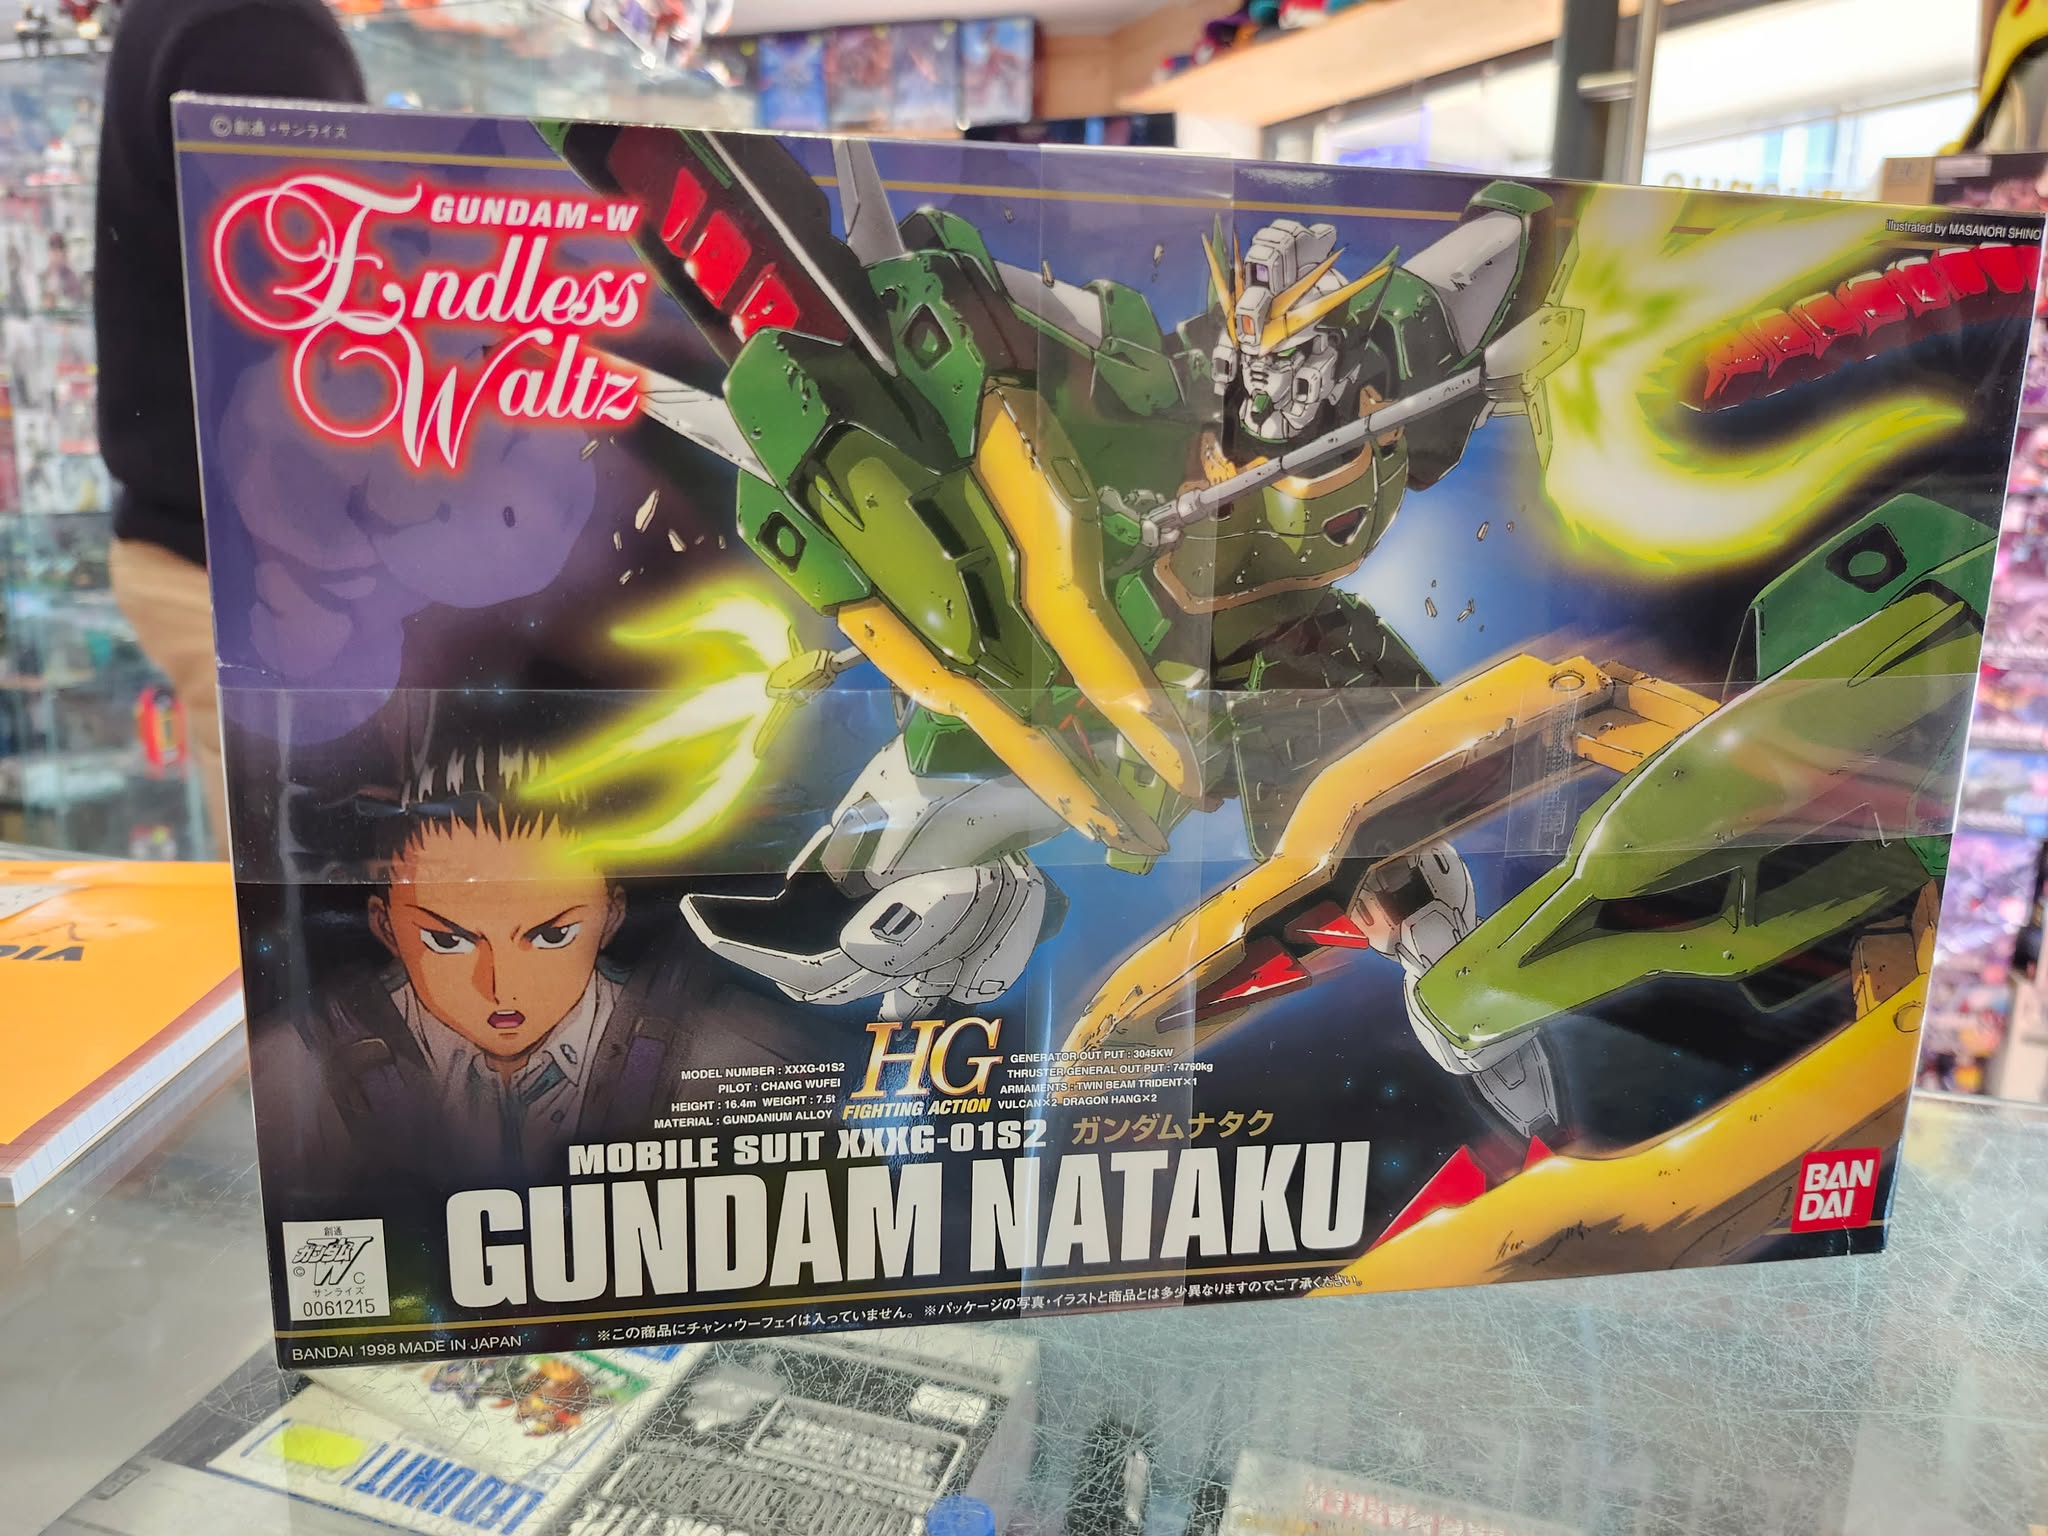 ©創通・サンライズ
GUNDAM-W
Endless
Waltz
illustrated by MASANORI SHINO
MODEL NUMBER : XXXG-01S2
PILOT : CHANG WUFEI
HEIGHT : 16.4m WEIGHT : 7.5t
MATERIAL : GUNDANIUM ALLOY
HG
FIGHTING ACTION
GENERATOR OUT PUT : 3045KW
THRUSTER GENERAL OUT PUT : 74760kg
ARMAMENTS : TWIN BEAM TRIDENT×1
VULCAN×2 DRAGON HANG×2
MOBILE SUIT XXXG-01S2 ガンダムナタク
GUNDAM NATAKU
BAN
DAI
創通
ガンダムW
© C
サンライズ
0061215
※この商品にチャン・ウーフェイは入っていません。 ※パッケージの写真・イラストと商品とは多少異なりますのでご了承ください。
BANDAI 1998 MADE IN JAPAN